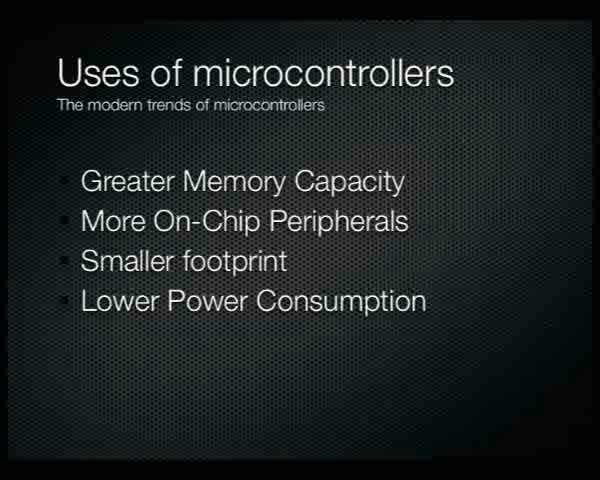 Uses of microcontrollers
The modern trends of microcontrollers
Greater Memory Capacity
More On-Chip Peripherals
Smaller footprint
Lower Power Consumption